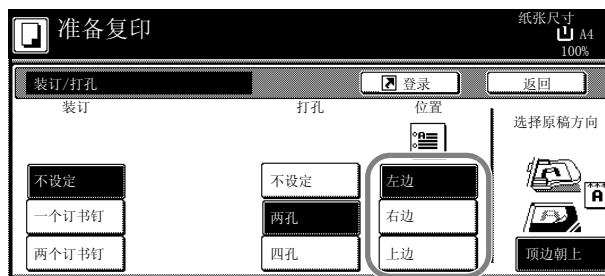 准备复印
纸张尺寸
A4
100%
装订/打孔
登录
返回
装订
打孔
位置
选择原稿方向
不设定
不设定
左边
一个订书钉
两孔
右边
两个订书钉
四孔
上边
顶边朝上